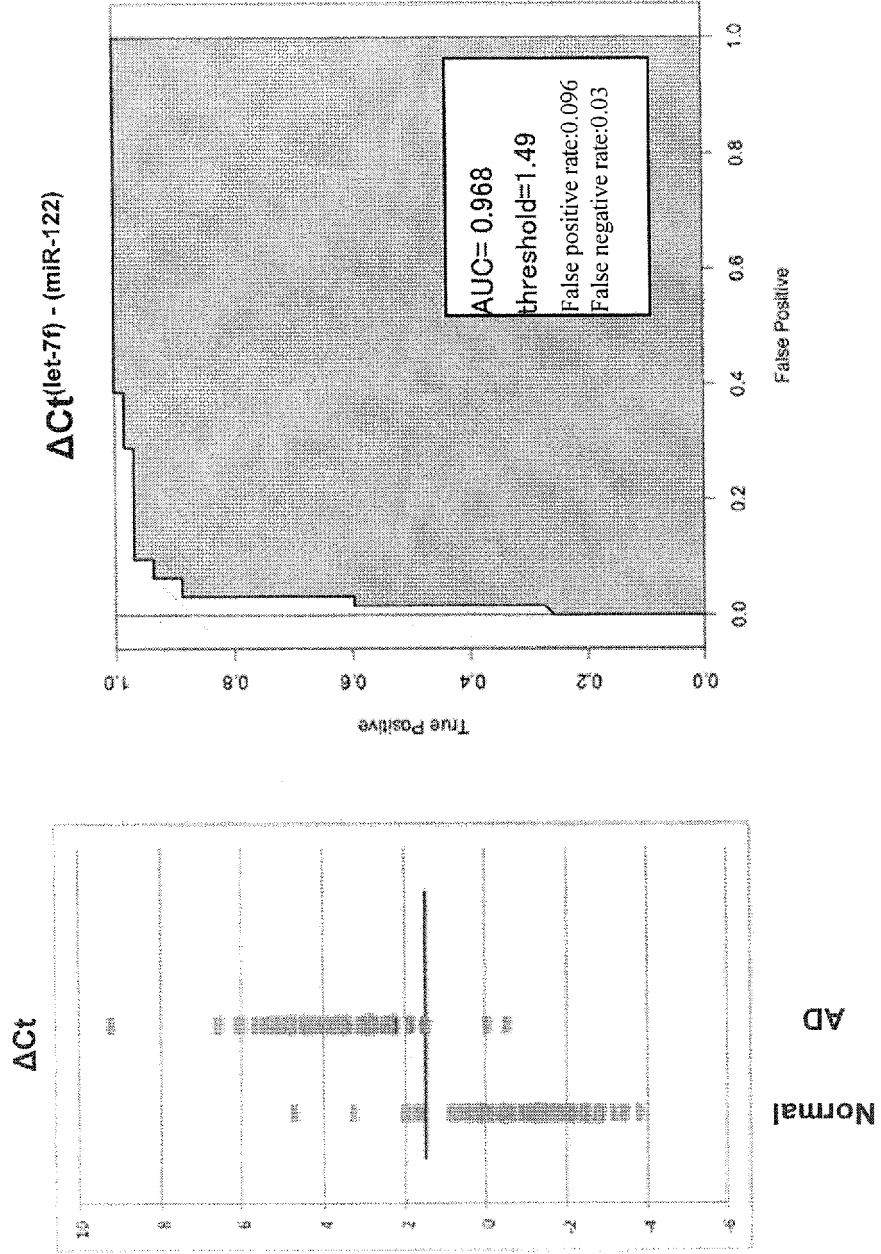 ΔCt(let-7f) - (miR-122)
True Positive
1.0
0.8
0.6
0.4
0.2
0.0
AUC= 0.968
threshold=1.49
False positive rate:0.096
False negative rate:0.03
0.0
0.2
0.4
0.6
0.8
1.0
False Positive
ΔCt
10
8
6
4
2
0
-2
-4
-6
Normal
AD